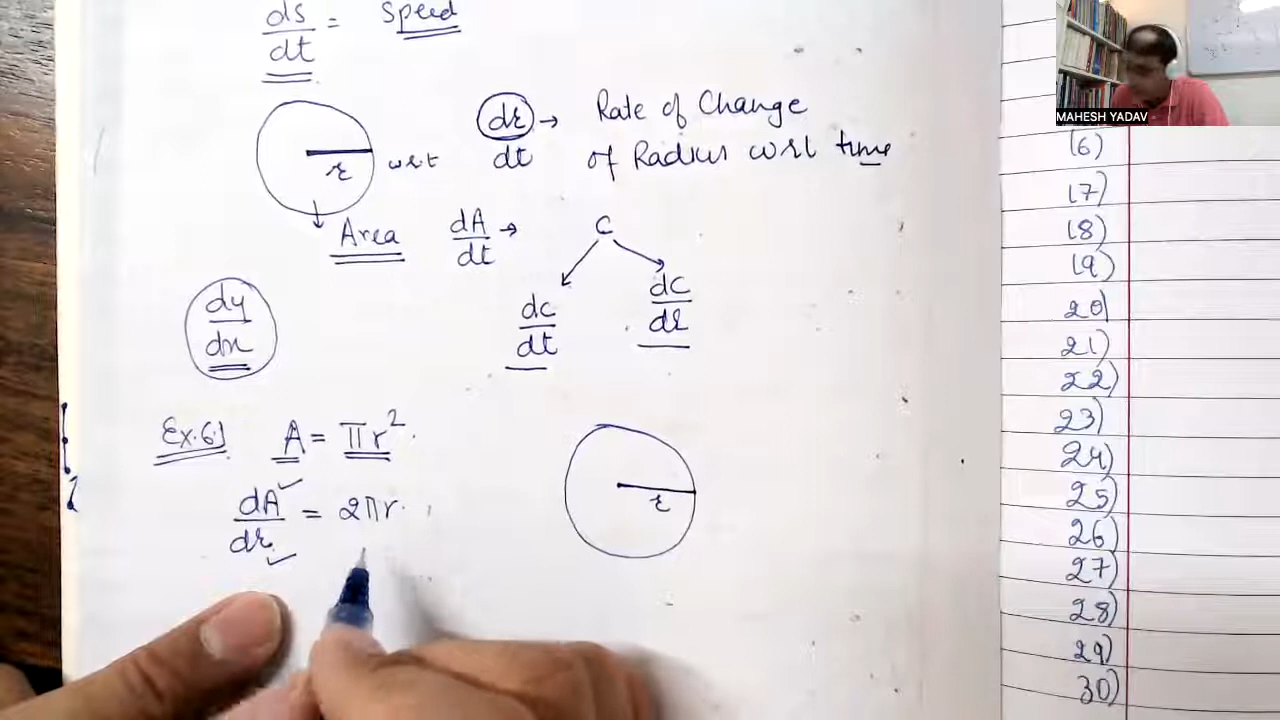 ds/dt = Speed
r wrt dr/dt → Rate of Change
of Radius wrt time
Area dA/dt → C
dc/dt dc/dr
dy/dx
Ex.6.1 A = πr².
dA/dr = 2πr.
r
MAHESH YADAV
16)
17)
18)
19)
20)
21)
22)
23)
24)
25)
26)
27)
28)
29)
30)